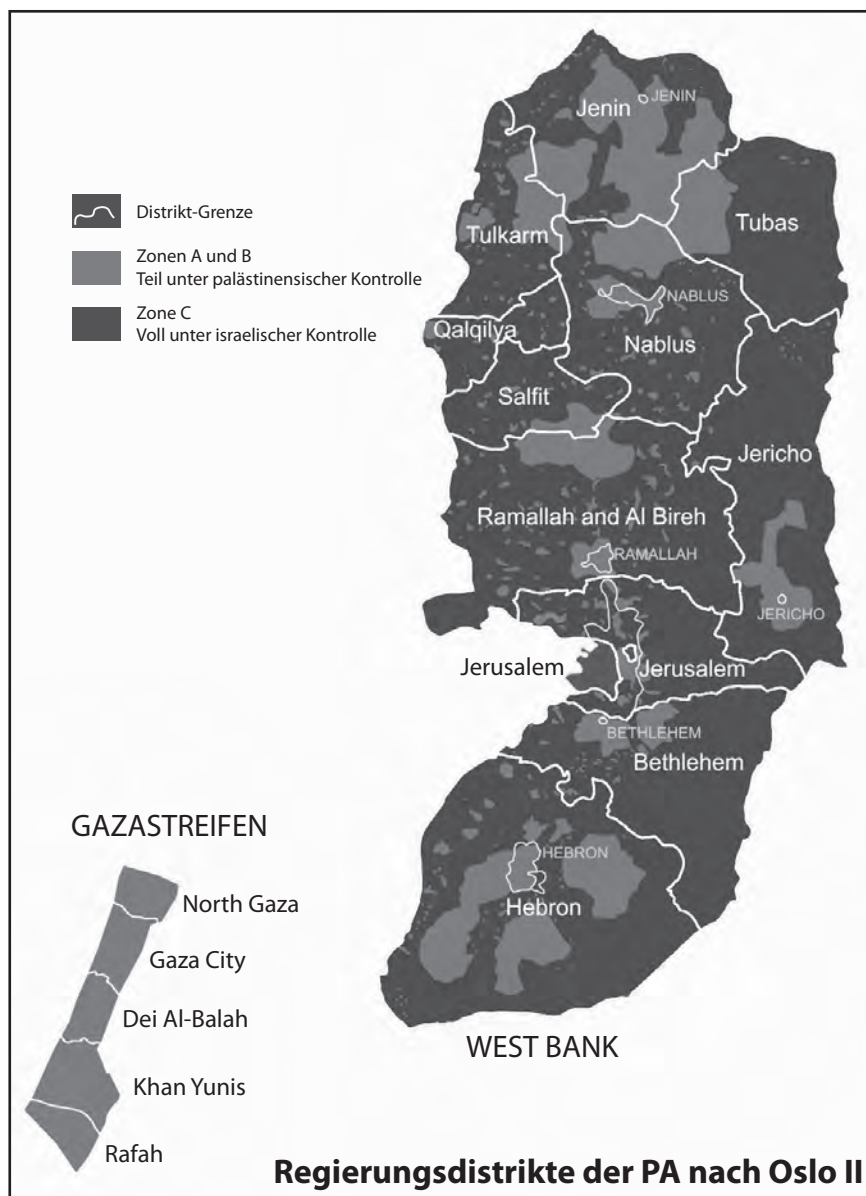 Jenin
JENIN
Distrikt-Grenze
Tulkarm
Tubas
Zonen A und B
Teil unter palästinensischer Kontrolle
NABLUS
Zone C
Voll unter israelischer Kontrolle
Qalqilya
Nablus
Salfit
Jericho
Ramallah and Al Bireh
RAMALLAH
JERICHO
Jerusalem
Jerusalem
BETHLEHEM
Bethlehem
GAZASTREIFEN
HEBRON
Hebron
North Gaza
Gaza City
Dei Al-Balah
WEST BANK
Khan Yunis
Rafah
Regierungsdistrikte der PA nach Oslo II